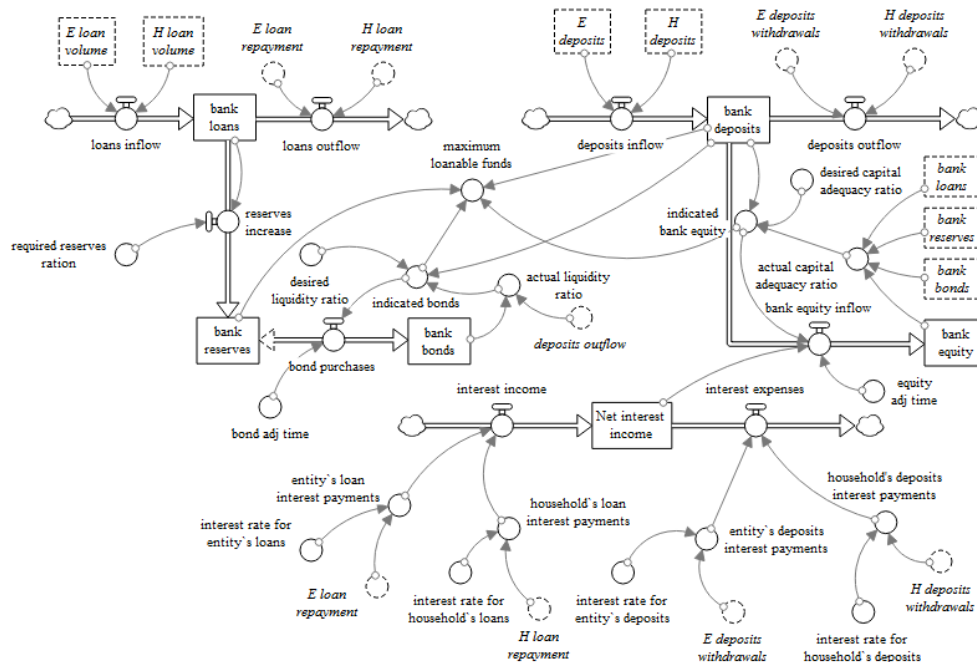 E loan
volume
H loan
volume
E loan
repayment
H loan
repayment
E
deposits
H
deposits
E deposits
withdrawals
H deposits
withdrawals
bank
loans
loans inflow
loans outflow
bank
deposits
deposits inflow
deposits outflow
maximum
loanable funds
desired capital
adequacy ratio
bank
loans
reserves
increase
indicated
bank equity
bank
reserves
required reserves
ration
desired
liquidity ratio
indicated bonds
actual liquidity
ratio
actual capital
adequacy ratio
bank
bonds
bank equity inflow
bank
reserves
bond purchases
bank
bonds
deposits outflow
bank
equity
bond adj time
interest income
interest expenses
equity
adj time
Net interest
income
entity`s loan
interest payments
household's deposits
interest payments
interest rate for
entity`s loans
household`s loan
interest payments
entity`s deposits
interest payments
E loan
repayment
interest rate for
household`s loans
H loan
repayment
interest rate for
entity`s deposits
E deposits
withdrawals
H deposits
withdrawals
interest rate for
household`s deposits